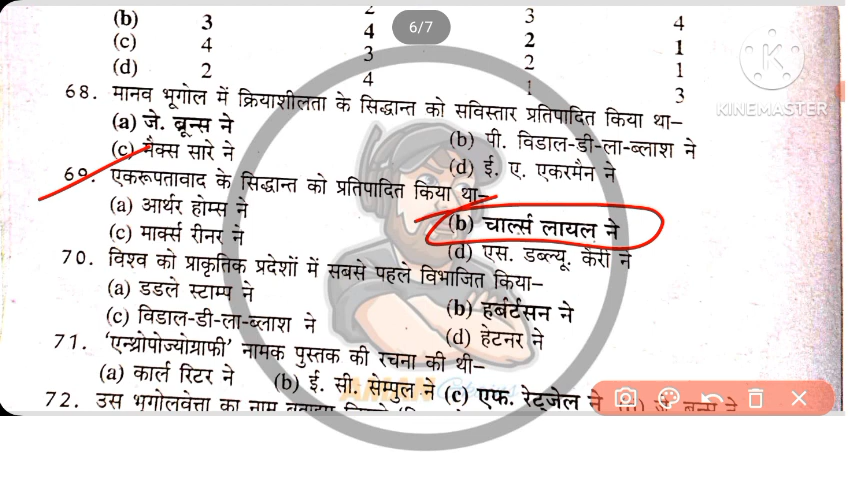 (b) 3 2 3 4
(c) 4 4 2 1
(d) 2 3 2 1
4 1 3
6/7
KINEMASTER
68. मानव भूगोल में क्रियाशीलता के सिद्धान्त को सविस्तार प्रतिपादित किया था—
(a) जे. ब्रून्स ने (b) पी. विडाल-डी-ला-ब्लाश ने
(c) मैक्स सारे ने (d) ई. ए. एकरमैन ने
69. एकरूपतावाद के सिद्धान्त को प्रतिपादित किया था—
(a) आर्थर होम्स ने (b) चार्ल्स लायल ने
(c) मार्क्स रीनर ने (d) एस. डब्ल्यू. कैरी ने
70. विश्व को प्राकृतिक प्रदेशों में सबसे पहले विभाजित किया—
(a) डडले स्टाम्प ने (b) हर्बर्टसन ने
(c) विडाल-डी-ला-ब्लाश ने (d) हेटनर ने
71. 'एन्थ्रोपोज्योग्राफी' नामक पुस्तक की रचना की थी—
(a) कार्ल रिटर ने (b) ई. सी. सेम्पुल ने (c) एफ. रेट्जेल ने
72. उस भूगोलवेत्ता का नाम